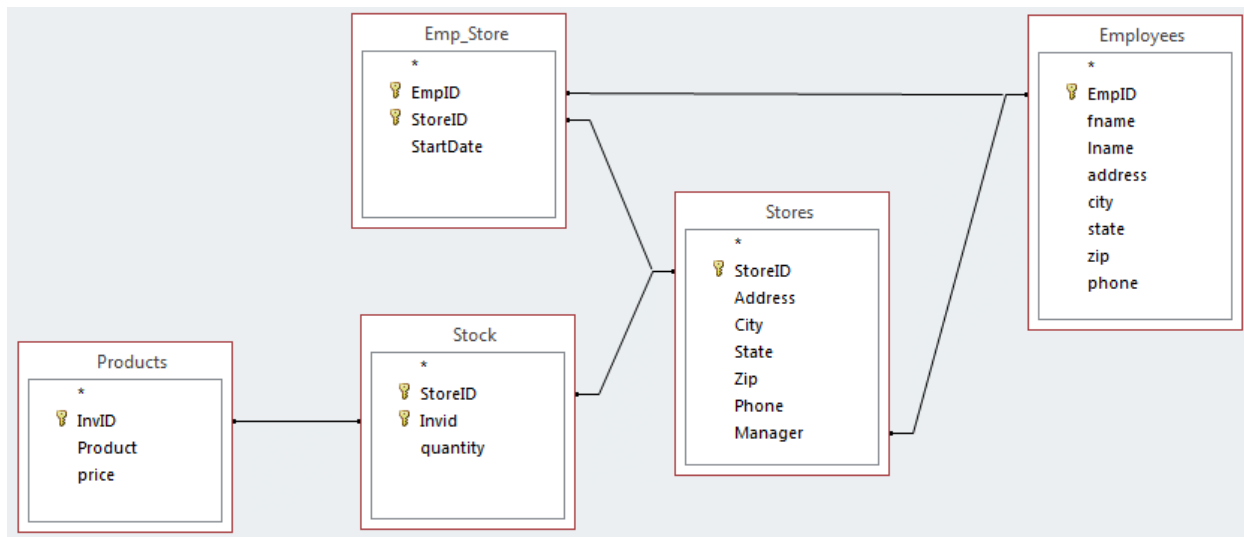 Emp_Store
*
EmpID
StoreID
StartDate
Employees
*
EmpID
fname
lname
address
city
state
zip
phone
Stores
*
StoreID
Address
City
State
Zip
Phone
Manager
Stock
*
StoreID
Invid
quantity
Products
*
InvID
Product
price